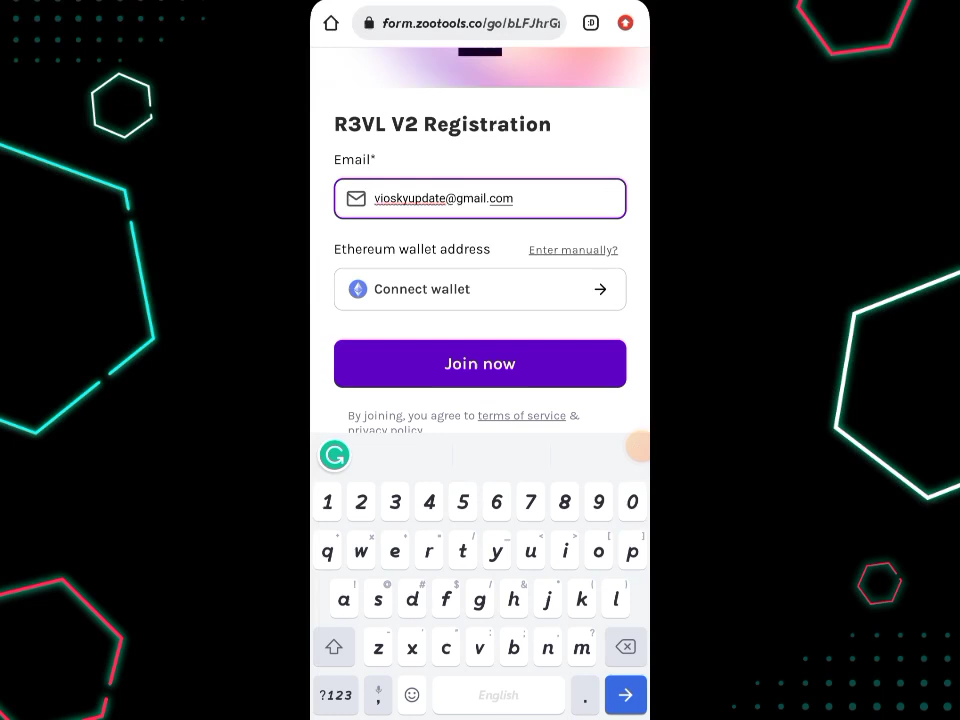 form.zootools.co/go/bLFJhrG
:D
R3VL V2 Registration
Email*
vioskyupdate@gmail.com
Ethereum wallet address
Enter manually?
Connect wallet
Join now
By joining, you agree to terms of service &
privacy policy
1 2 3 4 5 6 7 8 9 0
q w e r t y u i o p
a s d f g h j k l
z x c v b n m
?123 , English .